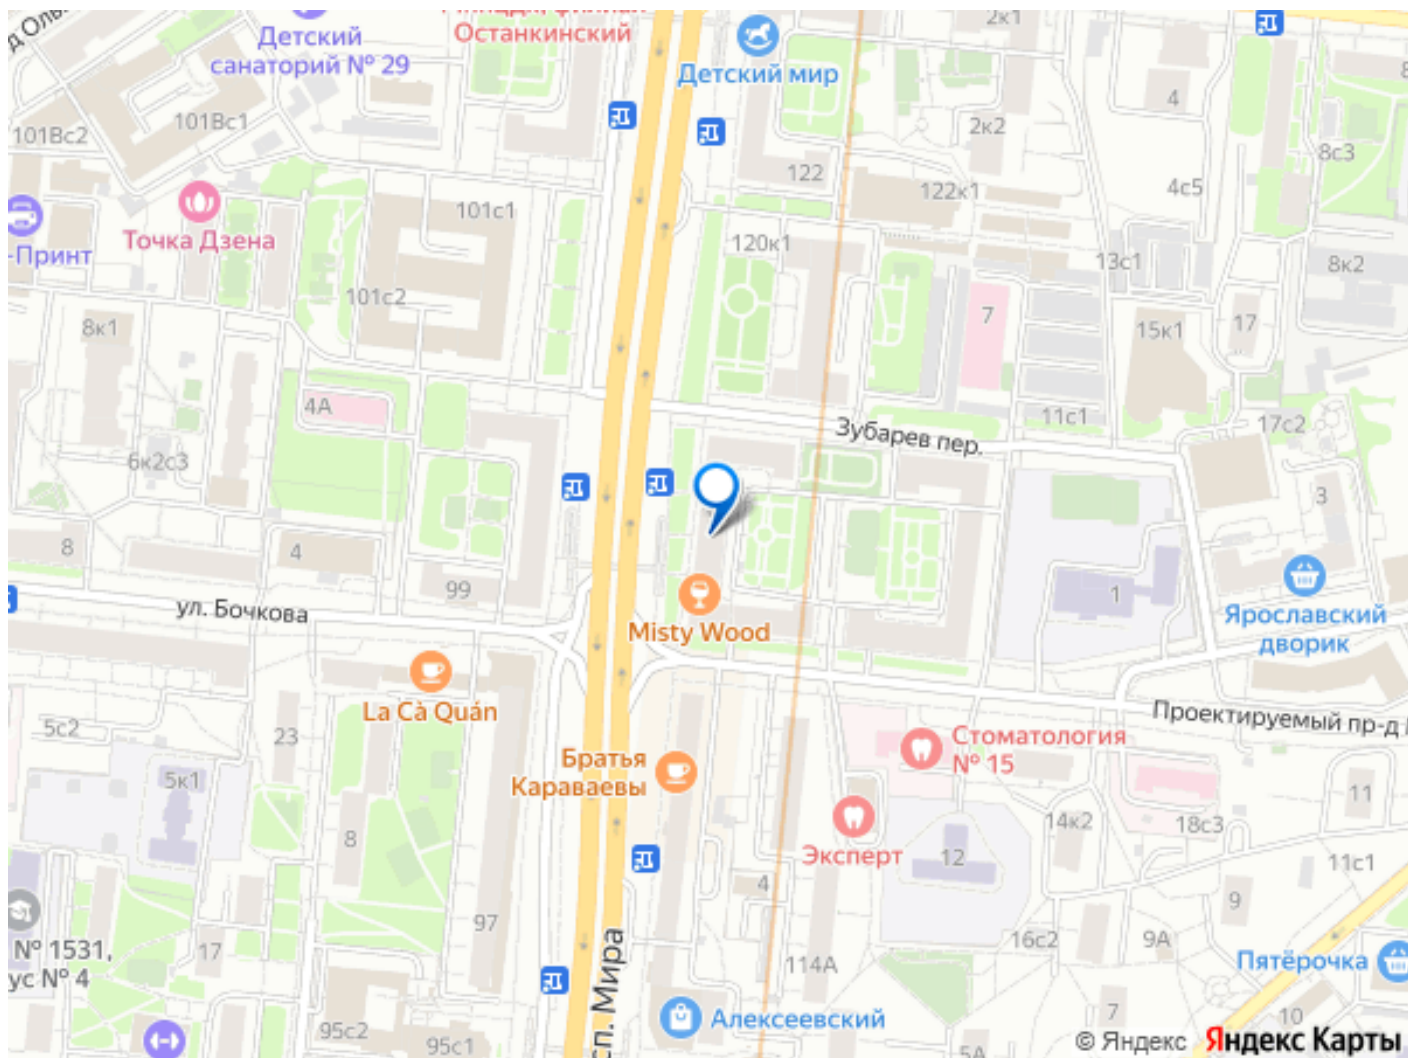 Останкинский
Детский
санаторий № 29
Детский мир
2к1
4
101Вс2
101Вс1
2к2
8с3
122
122к1
4с5
101с1
Точка Дзена
-Принт
120к1
13с1
8к2
101с2
8к1
7
15к1
17
4А
11с1
17с2
Зубарев пер.
6к2с3
3
8
4
99
1
ул. Бочкова
Misty Wood
Ярославский
дворик
La Cà Quán
Проектируемый пр-д
5с2
23
Стоматология
№ 15
Братья
Караваевы
5к1
11
8
14к2
18с3
Эксперт
12
11с1
4
9
97
№ 1531,
ус № 4
17
16с2
9А
Пятёрочка
114А
сп. Мира
7
10
Алексеевский
95с2
95с1
5А
© Яндекс
Яндекс Карты